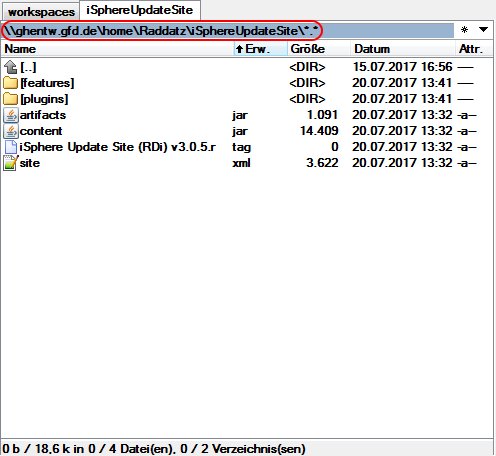 workspaces iSphereUpdateSite
\\ghentw.gfd.de\home\Raddatz\iSphereUpdateSite\*.* * ▼
Name ↑Erw. Größe Datum Attr.
[..] <DIR> 15.07.2017 16:56 ----
[features] <DIR> 20.07.2017 13:41 ----
[plugins] <DIR> 20.07.2017 13:41 ----
artifacts jar 1.091 20.07.2017 13:32 -a--
content jar 14.409 20.07.2017 13:32 -a--
iSphere Update Site (RDi) v3.0.5.r tag 0 20.07.2017 13:32 -a--
site xml 3.622 20.07.2017 13:32 -a--
0 b / 18,6 k in 0 / 4 Datei(en), 0 / 2 Verzeichnis(sen)